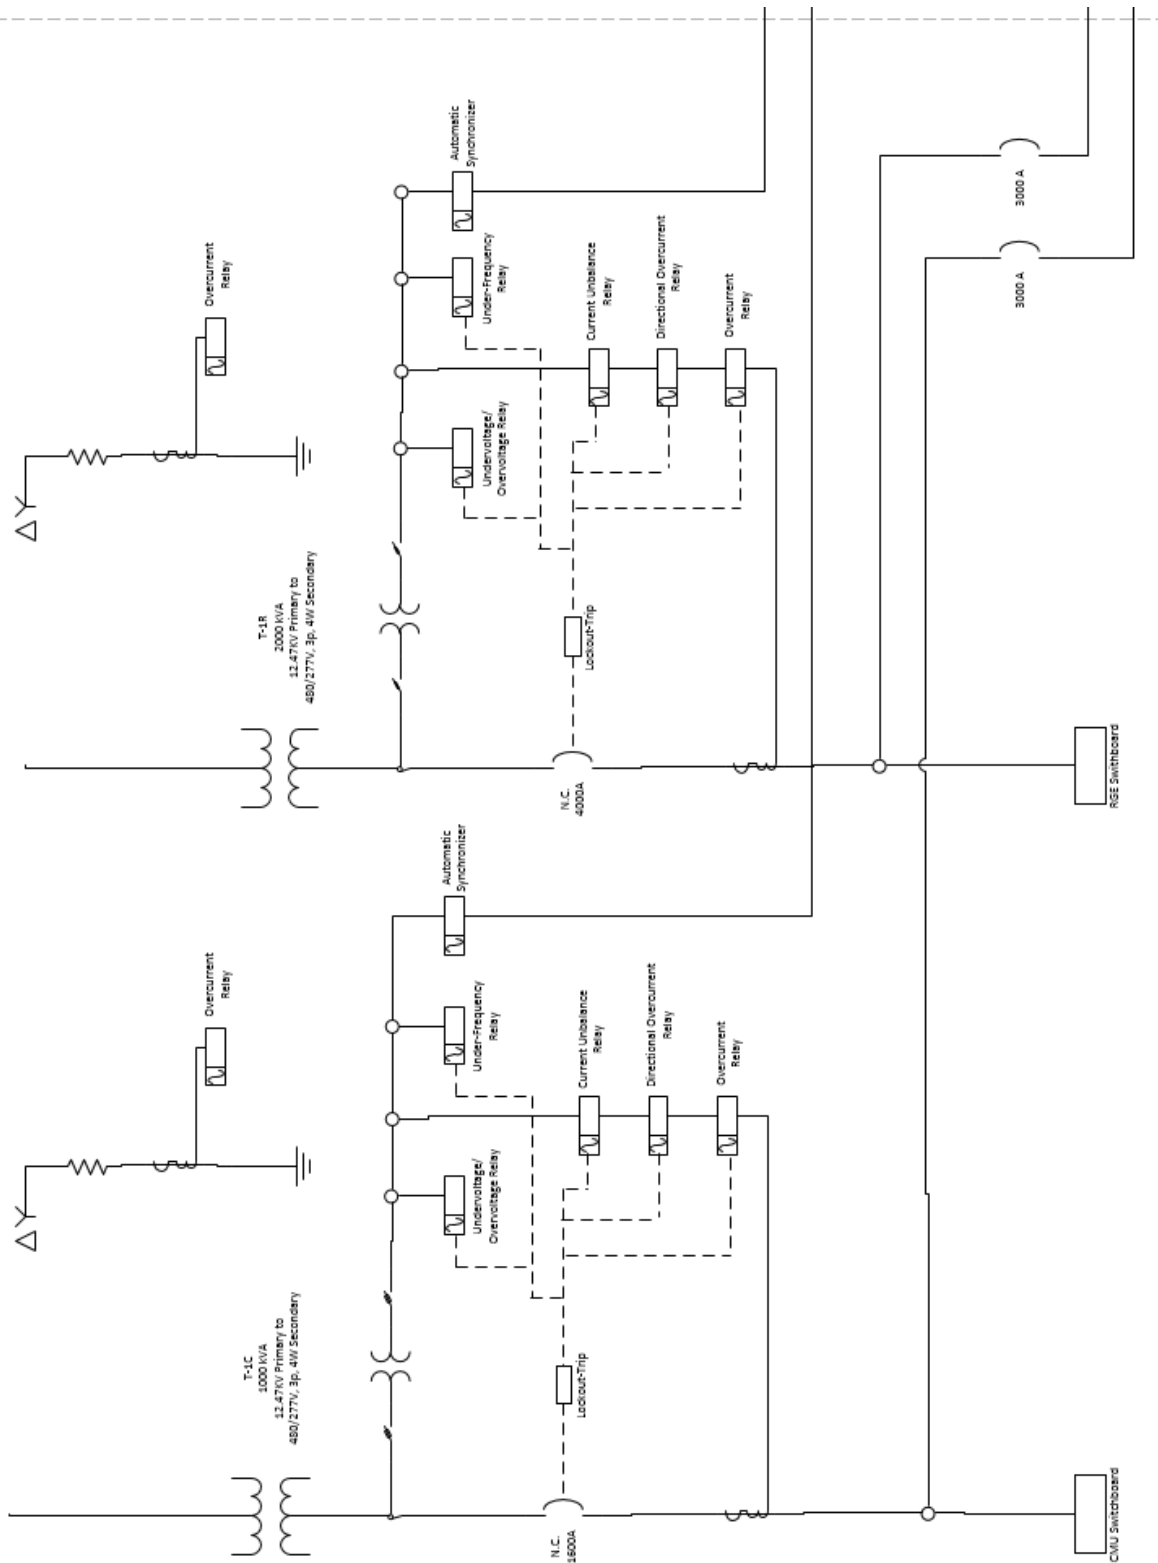 Δ Y
T-1C
1000 kVA
12.47KV Primary to
480/277V, 3p, 4W Secondary
Overcurrent
Relay
Undervoltage/
Overvoltage Relay
Under-Frequency
Relay
Automatic
Synchronizer
N.C.
1600A
Lockout-Trip
Current Unbalance
Relay
Directional Overcurrent
Relay
Overcurrent
Relay
CMU Switchboard
Δ Y
T-1R
2000 kVA
12.47KV Primary to
480/277V, 3p, 4W Secondary
Overcurrent
Relay
Undervoltage/
Overvoltage Relay
Under-Frequency
Relay
Automatic
Synchronizer
N.C.
4000A
Lockout-Trip
Current Unbalance
Relay
Directional Overcurrent
Relay
Overcurrent
Relay
3000 A
3000 A
RGE Swithboard